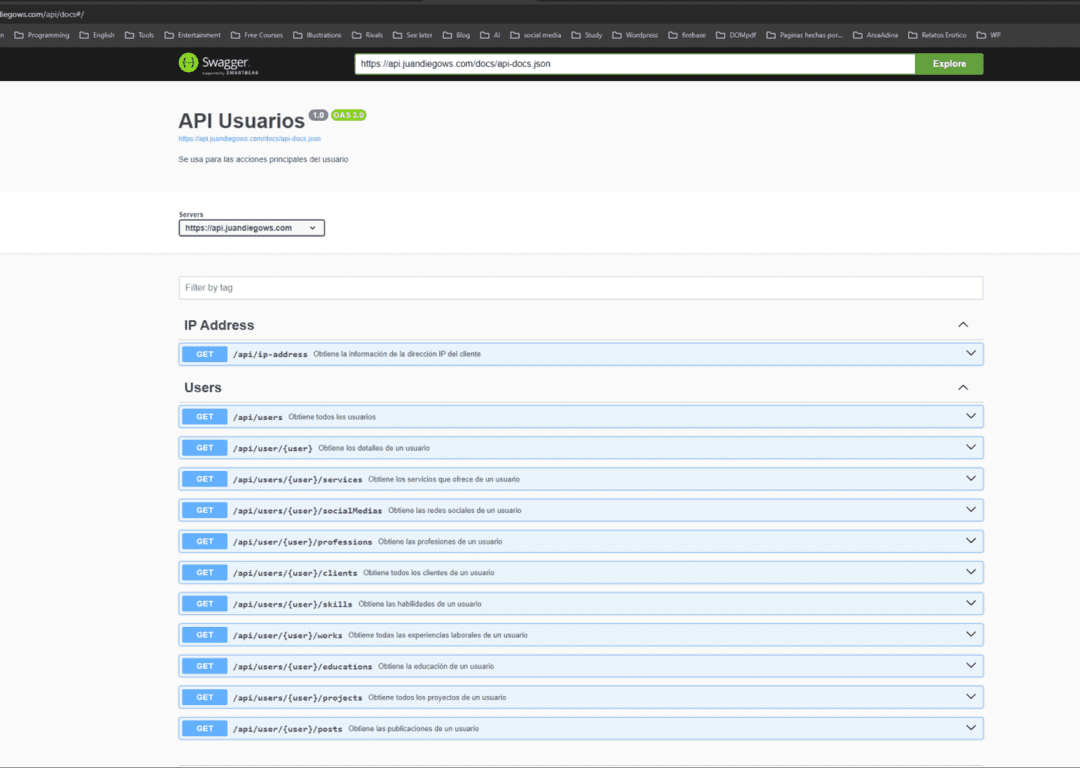 diegows.com/api/docs#/
n Programming English Tools Entertainment Free Courses Illustrations Rivals See later Blog AI social media Study Wordpress firebase DOMpdf Paginas hechas por... AreaAdina Relatos Erotico WP
Swagger.
Supported by SMARTBEAR
https://api.juandiegows.com/docs/api-docs.json
Explore
API Usuarios 1.0 OAS 3.0
https://api.juandiegows.com/docs/api-docs.json
Se usa para las acciones principales del usuario
Servers
https://api.juandiegows.com
Filter by tag
IP Address
GET /api/ip-address Obtiene la información de la dirección IP del cliente
Users
GET /api/users Obtiene todos los usuarios
GET /api/user/{user} Obtiene los detalles de un usuario
GET /api/users/{user}/services Obtiene los servicios que ofrece de un usuario
GET /api/users/{user}/socialMedias Obtiene las redes sociales de un usuario
GET /api/user/{user}/professions Obtiene las profesiones de un usuario
GET /api/users/{user}/clients Obtiene todos los clientes de un usuario
GET /api/users/{user}/skills Obtiene las habilidades de un usuario
GET /api/user/{user}/works Obtiene todas las experiencias laborales de un usuario
GET /api/users/{user}/educations Obtiene la educación de un usuario
GET /api/users/{user}/projects Obtiene todos los proyectos de un usuario
GET /api/user/{user}/posts Obtiene las publicaciones de un usuario